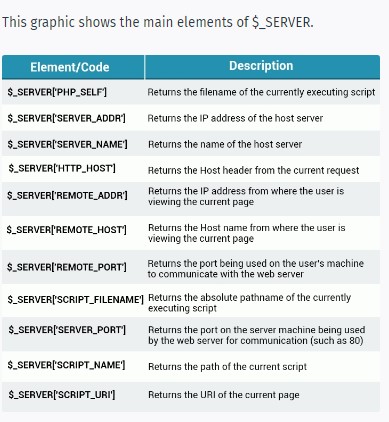 This graphic shows the main elements of $_SERVER.
Element/Code Description
$_SERVER['PHP_SELF'] Returns the filename of the currently executing script
$_SERVER['SERVER_ADDR'] Returns the IP address of the host server
$_SERVER['SERVER_NAME'] Returns the name of the host server
$_SERVER['HTTP_HOST'] Returns the Host header from the current request
$_SERVER['REMOTE_ADDR'] Returns the IP address from where the user is
viewing the current page
$_SERVER['REMOTE_HOST'] Returns the Host name from where the user is
viewing the current page
$_SERVER['REMOTE_PORT'] Returns the port being used on the user's machine
to communicate with the web server
$_SERVER['SCRIPT_FILENAME'] Returns the absolute pathname of the currently
executing script
$_SERVER['SERVER_PORT'] Returns the port on the server machine being used
by the web server for communication (such as 80)
$_SERVER['SCRIPT_NAME'] Returns the path of the current script
$_SERVER['SCRIPT_URI'] Returns the URI of the current page